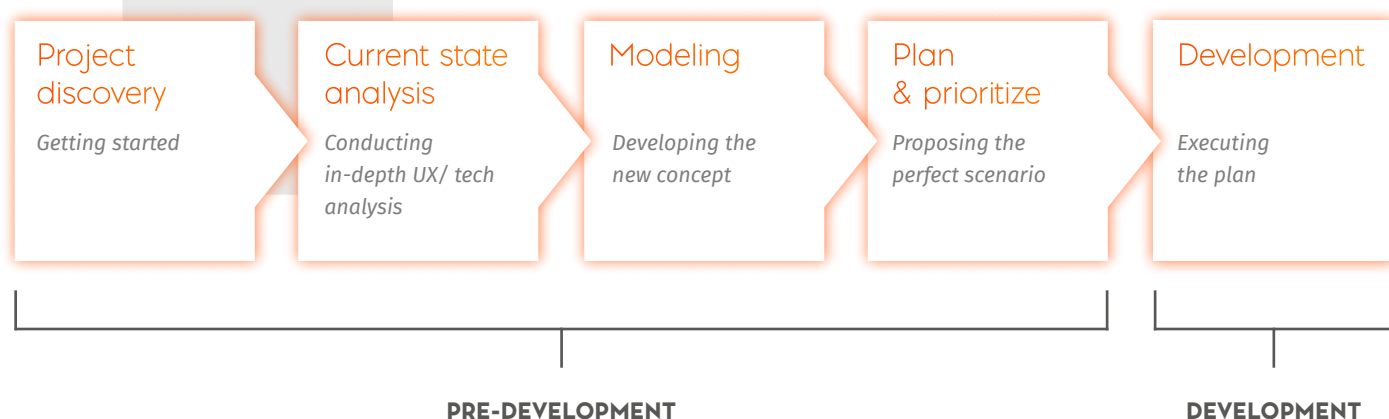 Project
discovery
Getting started
Current state
analysis
Conducting
in-depth UX/ tech
analysis
Modeling
Developing the
new concept
Plan
& prioritize
Proposing the
perfect scenario
Development
Executing
the plan
PRE-DEVELOPMENT
DEVELOPMENT